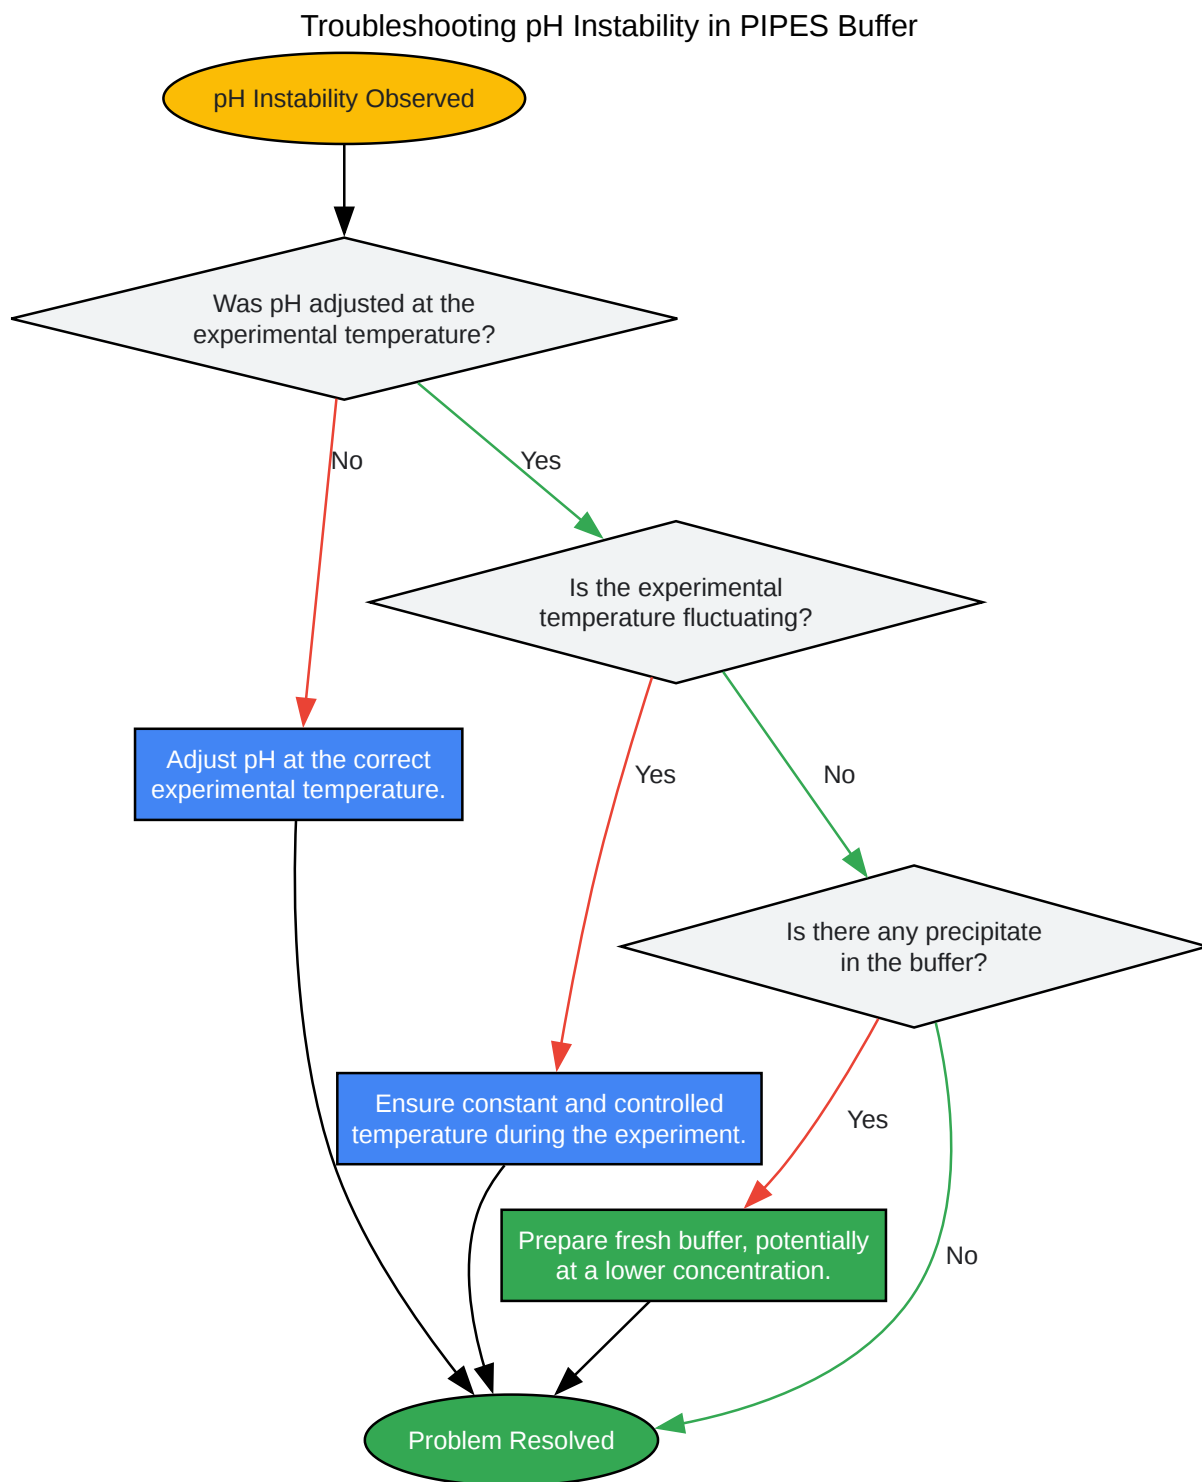 Troubleshooting pH Instability in PIPES Buffer
pH Instability Observed
Was pH adjusted at the
experimental temperature?
No
Yes
Is the experimental
temperature fluctuating?
Adjust pH at the correct
experimental temperature.
Yes
No
Is there any precipitate
in the buffer?
Ensure constant and controlled
temperature during the experiment.
Yes
Prepare fresh buffer, potentially
at a lower concentration.
No
Problem Resolved